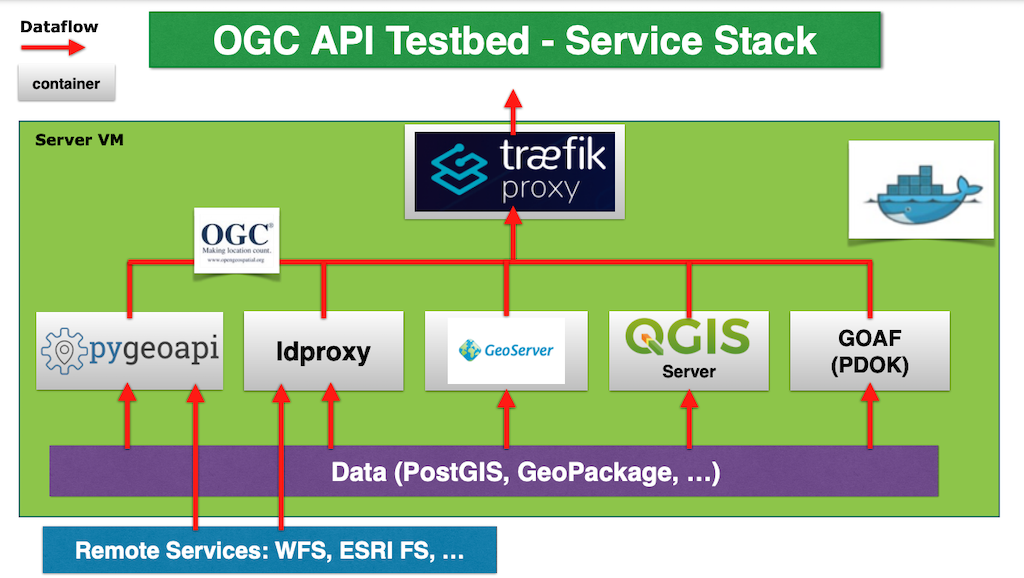 Dataflow
OGC API Testbed - Service Stack
container
Server VM
træfik
proxy
OGC®
Making location count.
www.opengeospatial.org
pygeoapi
ldproxy
GeoServer
QGIS
Server
GOAF
(PDOK)
Data (PostGIS, GeoPackage, …)
Remote Services: WFS, ESRI FS, …